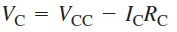 V_C = V_CC − I_C R_C